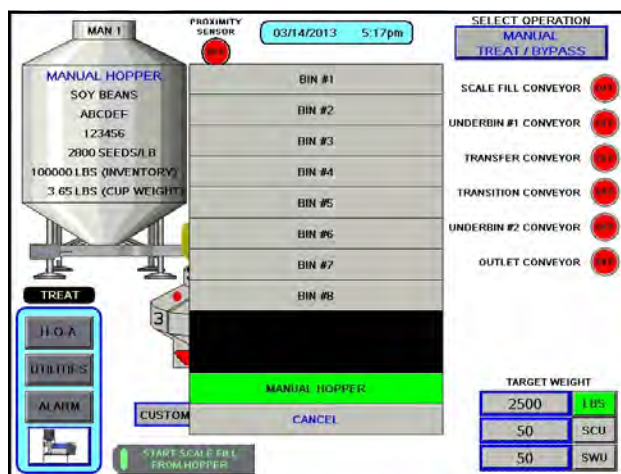 MAN 1
PROXIMITY
SENSOR
03/14/2013 5:17pm
SELECT OPERATION
MANUAL
TREAT / BYPASS
MANUAL HOPPER
SOY BEANS
ABCDEF
123456
2800 SEEDS/LB
100000 LBS (INVENTORY)
3.65 LBS (CUP WEIGHT)
BIN #1
BIN #2
BIN #3
BIN #4
BIN #5
BIN #6
BIN #7
BIN #8
MANUAL HOPPER
CANCEL
SCALE FILL CONVEYOR
UNDERBIN #1 CONVEYOR
TRANSFER CONVEYOR
TRANSITION CONVEYOR
UNDERBIN #2 CONVEYOR
OUTLET CONVEYOR
TREAT
H-O-A
UTILITIES
ALARM
3
CUSTOM
START SCALE FILL
FROM HOPPER
TARGET WEIGHT
2500 LBS
50 SCU
50 SWU